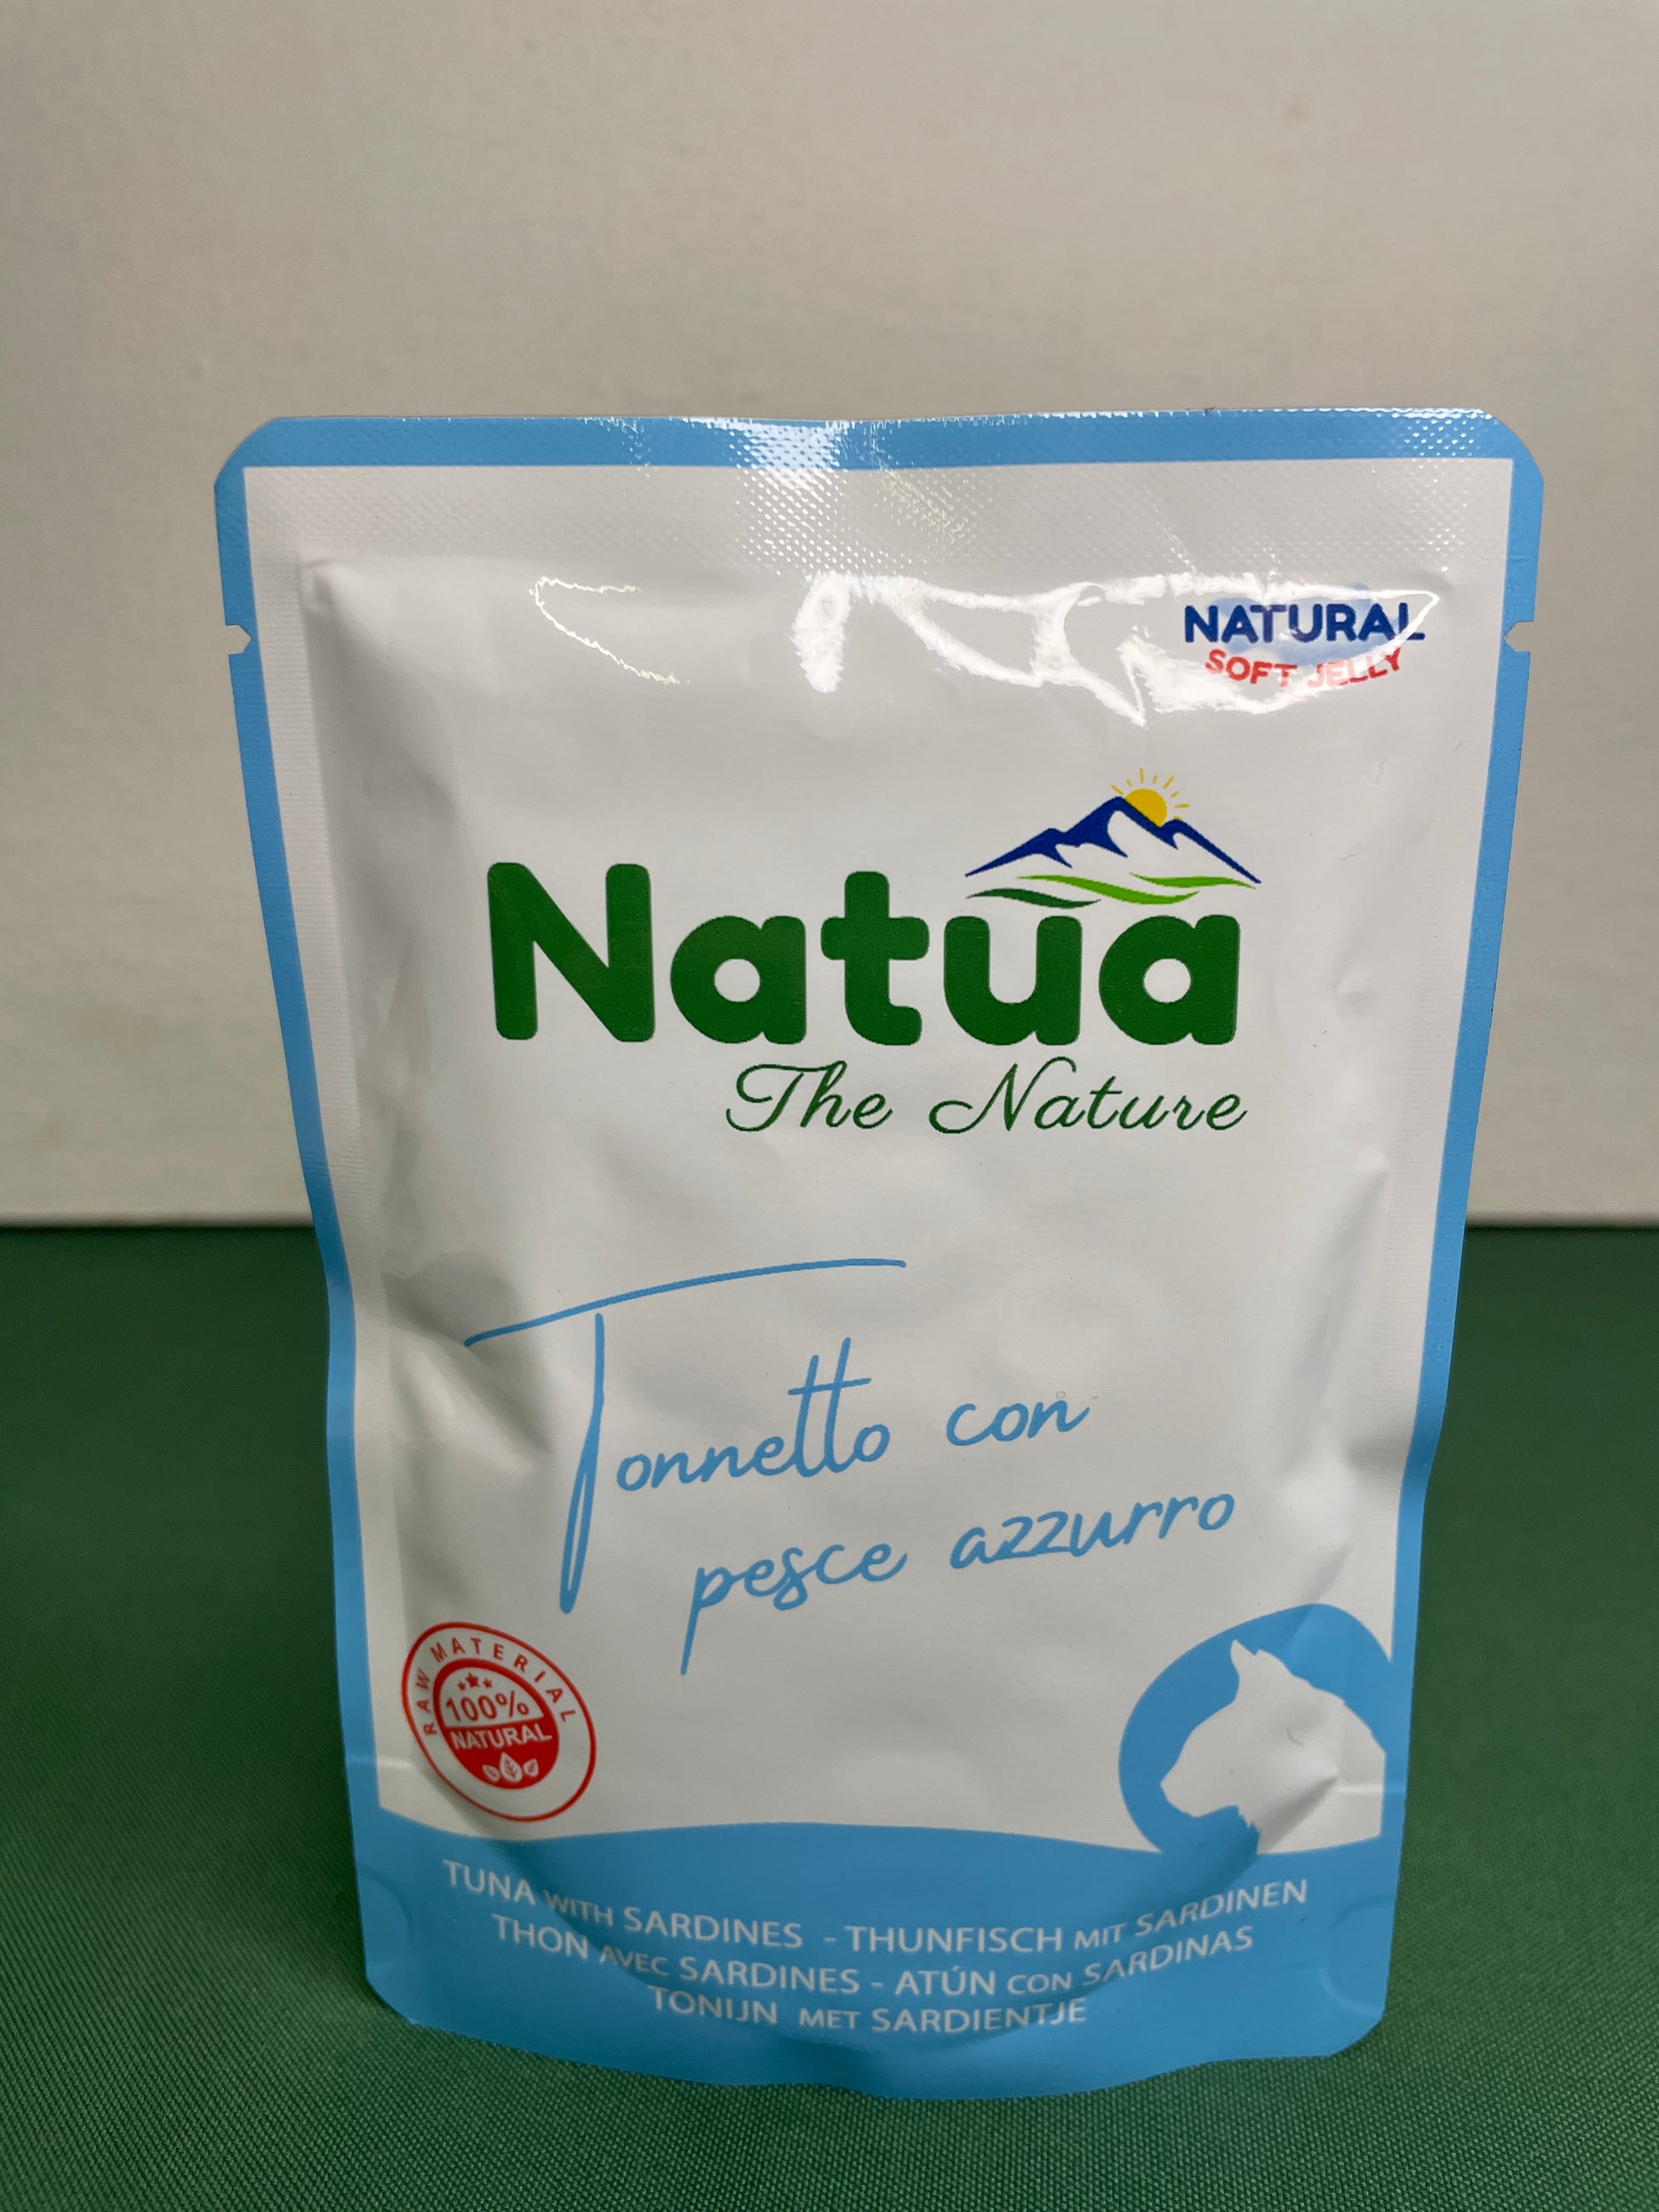 NATURAL
SOFT JELLY
Natua
The Nature
Tonnetto con
pesce azzurro
RAW MATERIAL
100%
NATURAL
TUNA WITH SARDINES - THUNFISCH MIT SARDINEN
THON AVEC SARDINES - ATÚN CON SARDINAS
TONIJN MET SARDIENTJE